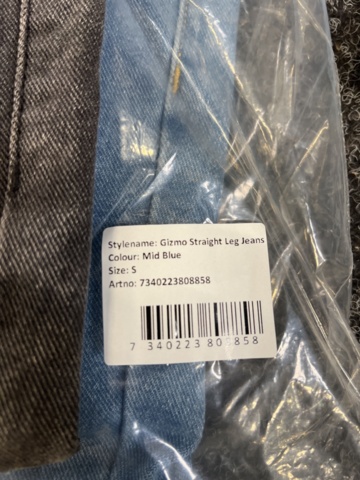 Stylename: Gizmo Straight Leg Jeans
Colour: Mid Blue
Size: S
Artno: 7340223808858
7 340223 808858